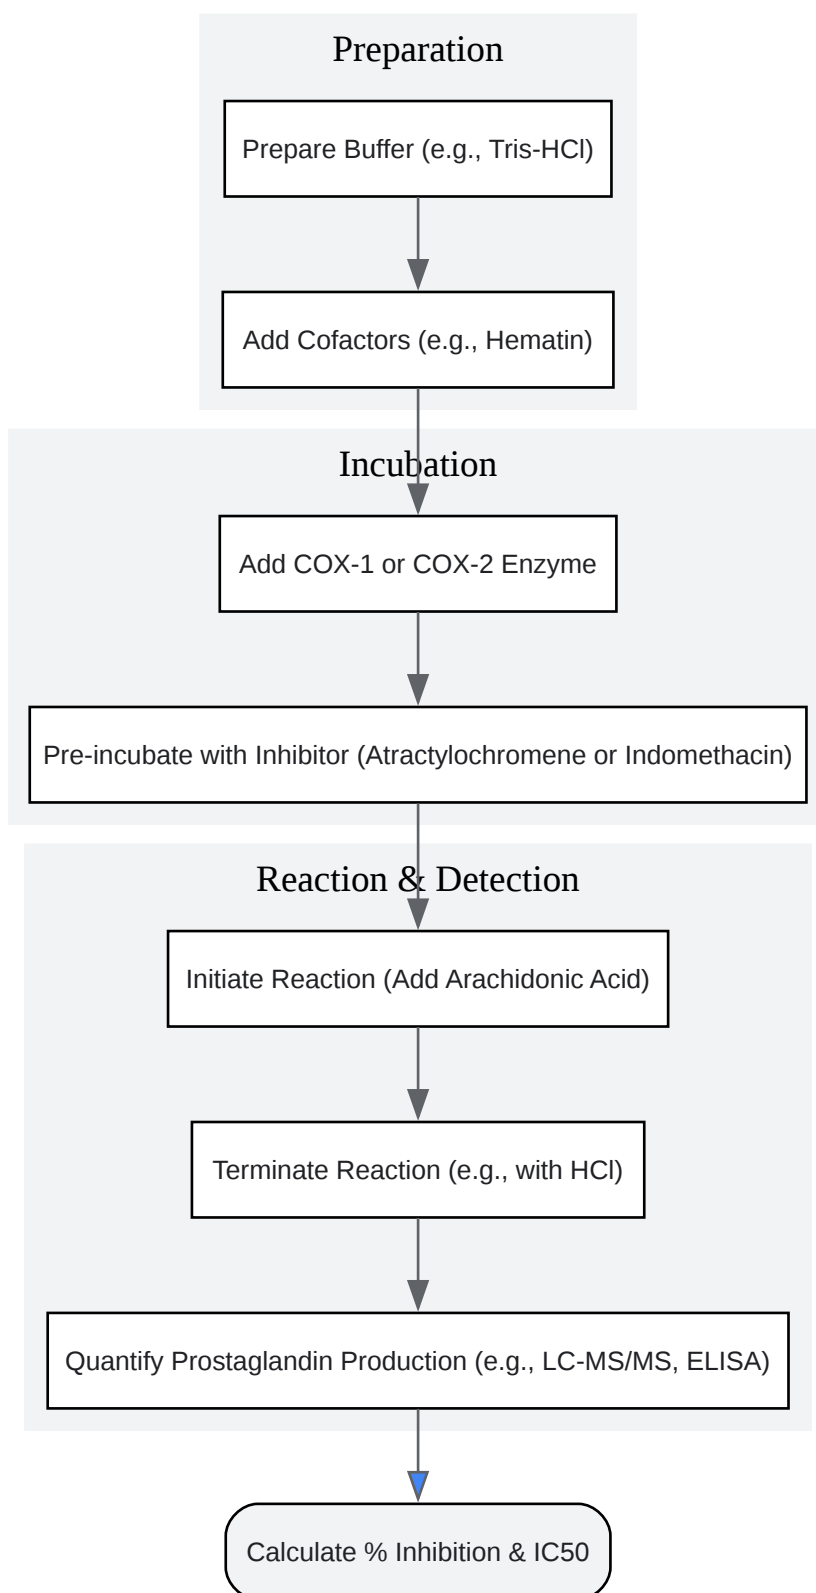 Preparation
Prepare Buffer (e.g., Tris-HCl)
Add Cofactors (e.g., Hematin)
Incubation
Add COX-1 or COX-2 Enzyme
Pre-incubate with Inhibitor (Atractylochromene or Indomethacin)
Reaction & Detection
Initiate Reaction (Add Arachidonic Acid)
Terminate Reaction (e.g., with HCl)
Quantify Prostaglandin Production (e.g., LC-MS/MS, ELISA)
Calculate % Inhibition & IC50